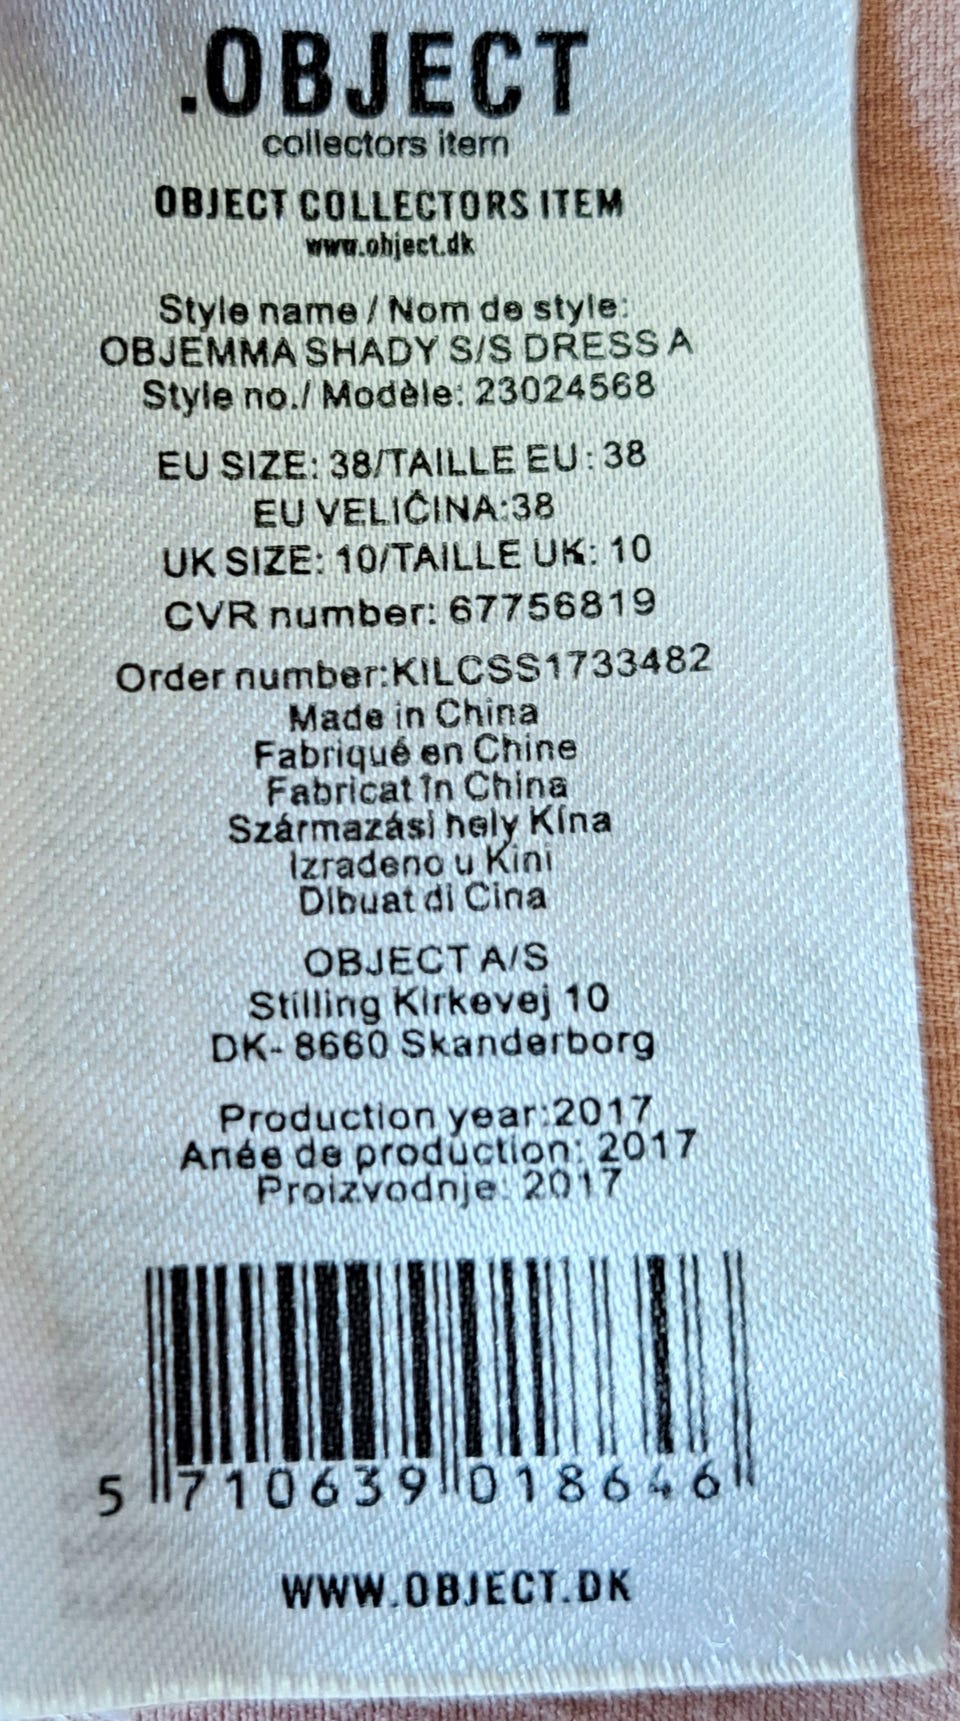 .OBJECT
collectors item
OBJECT COLLECTORS ITEM
www.object.dk
Style name / Nom de style:
OBJEMMA SHADY S/S DRESS A
Style no./ Modèle: 23024568
EU SIZE: 38/TAILLE EU: 38
EU VELIČINA:38
UK SIZE: 10/TAILLE UK: 10
CVR number: 67756819
Order number:KILCSS1733482
Made in China
Fabriqué en Chine
Fabricat în China
Származási hely Kína
Izradeno u Kini
Dibuat di Cina
OBJECT A/S
Stilling Kirkevej 10
DK- 8660 Skanderborg
Production year:2017
Anée de production: 2017
Proizvodnje: 2017
5 710639 018646
WWW.OBJECT.DK